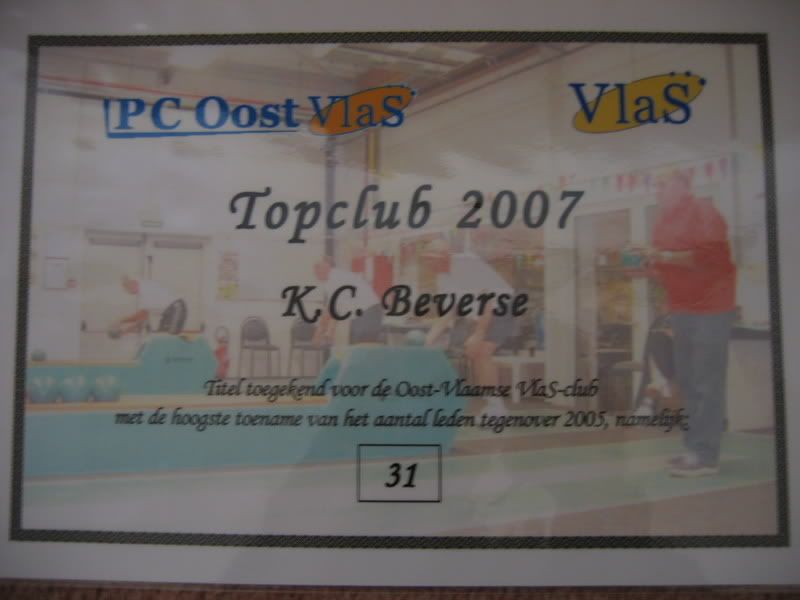 PC Oost VlaS
VlaS
Topclub 2007
K.C. Beverse
Titel toegekend voor de Oost-Vlaamse VlaS-club
met de hoogste toename van het aantal leden tegenover 2005, namelijk:
31